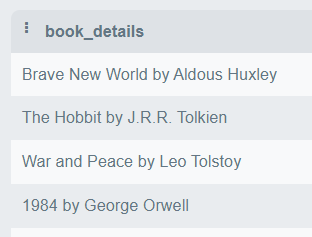 book_details
Brave New World by Aldous Huxley
The Hobbit by J.R.R. Tolkien
War and Peace by Leo Tolstoy
1984 by George Orwell